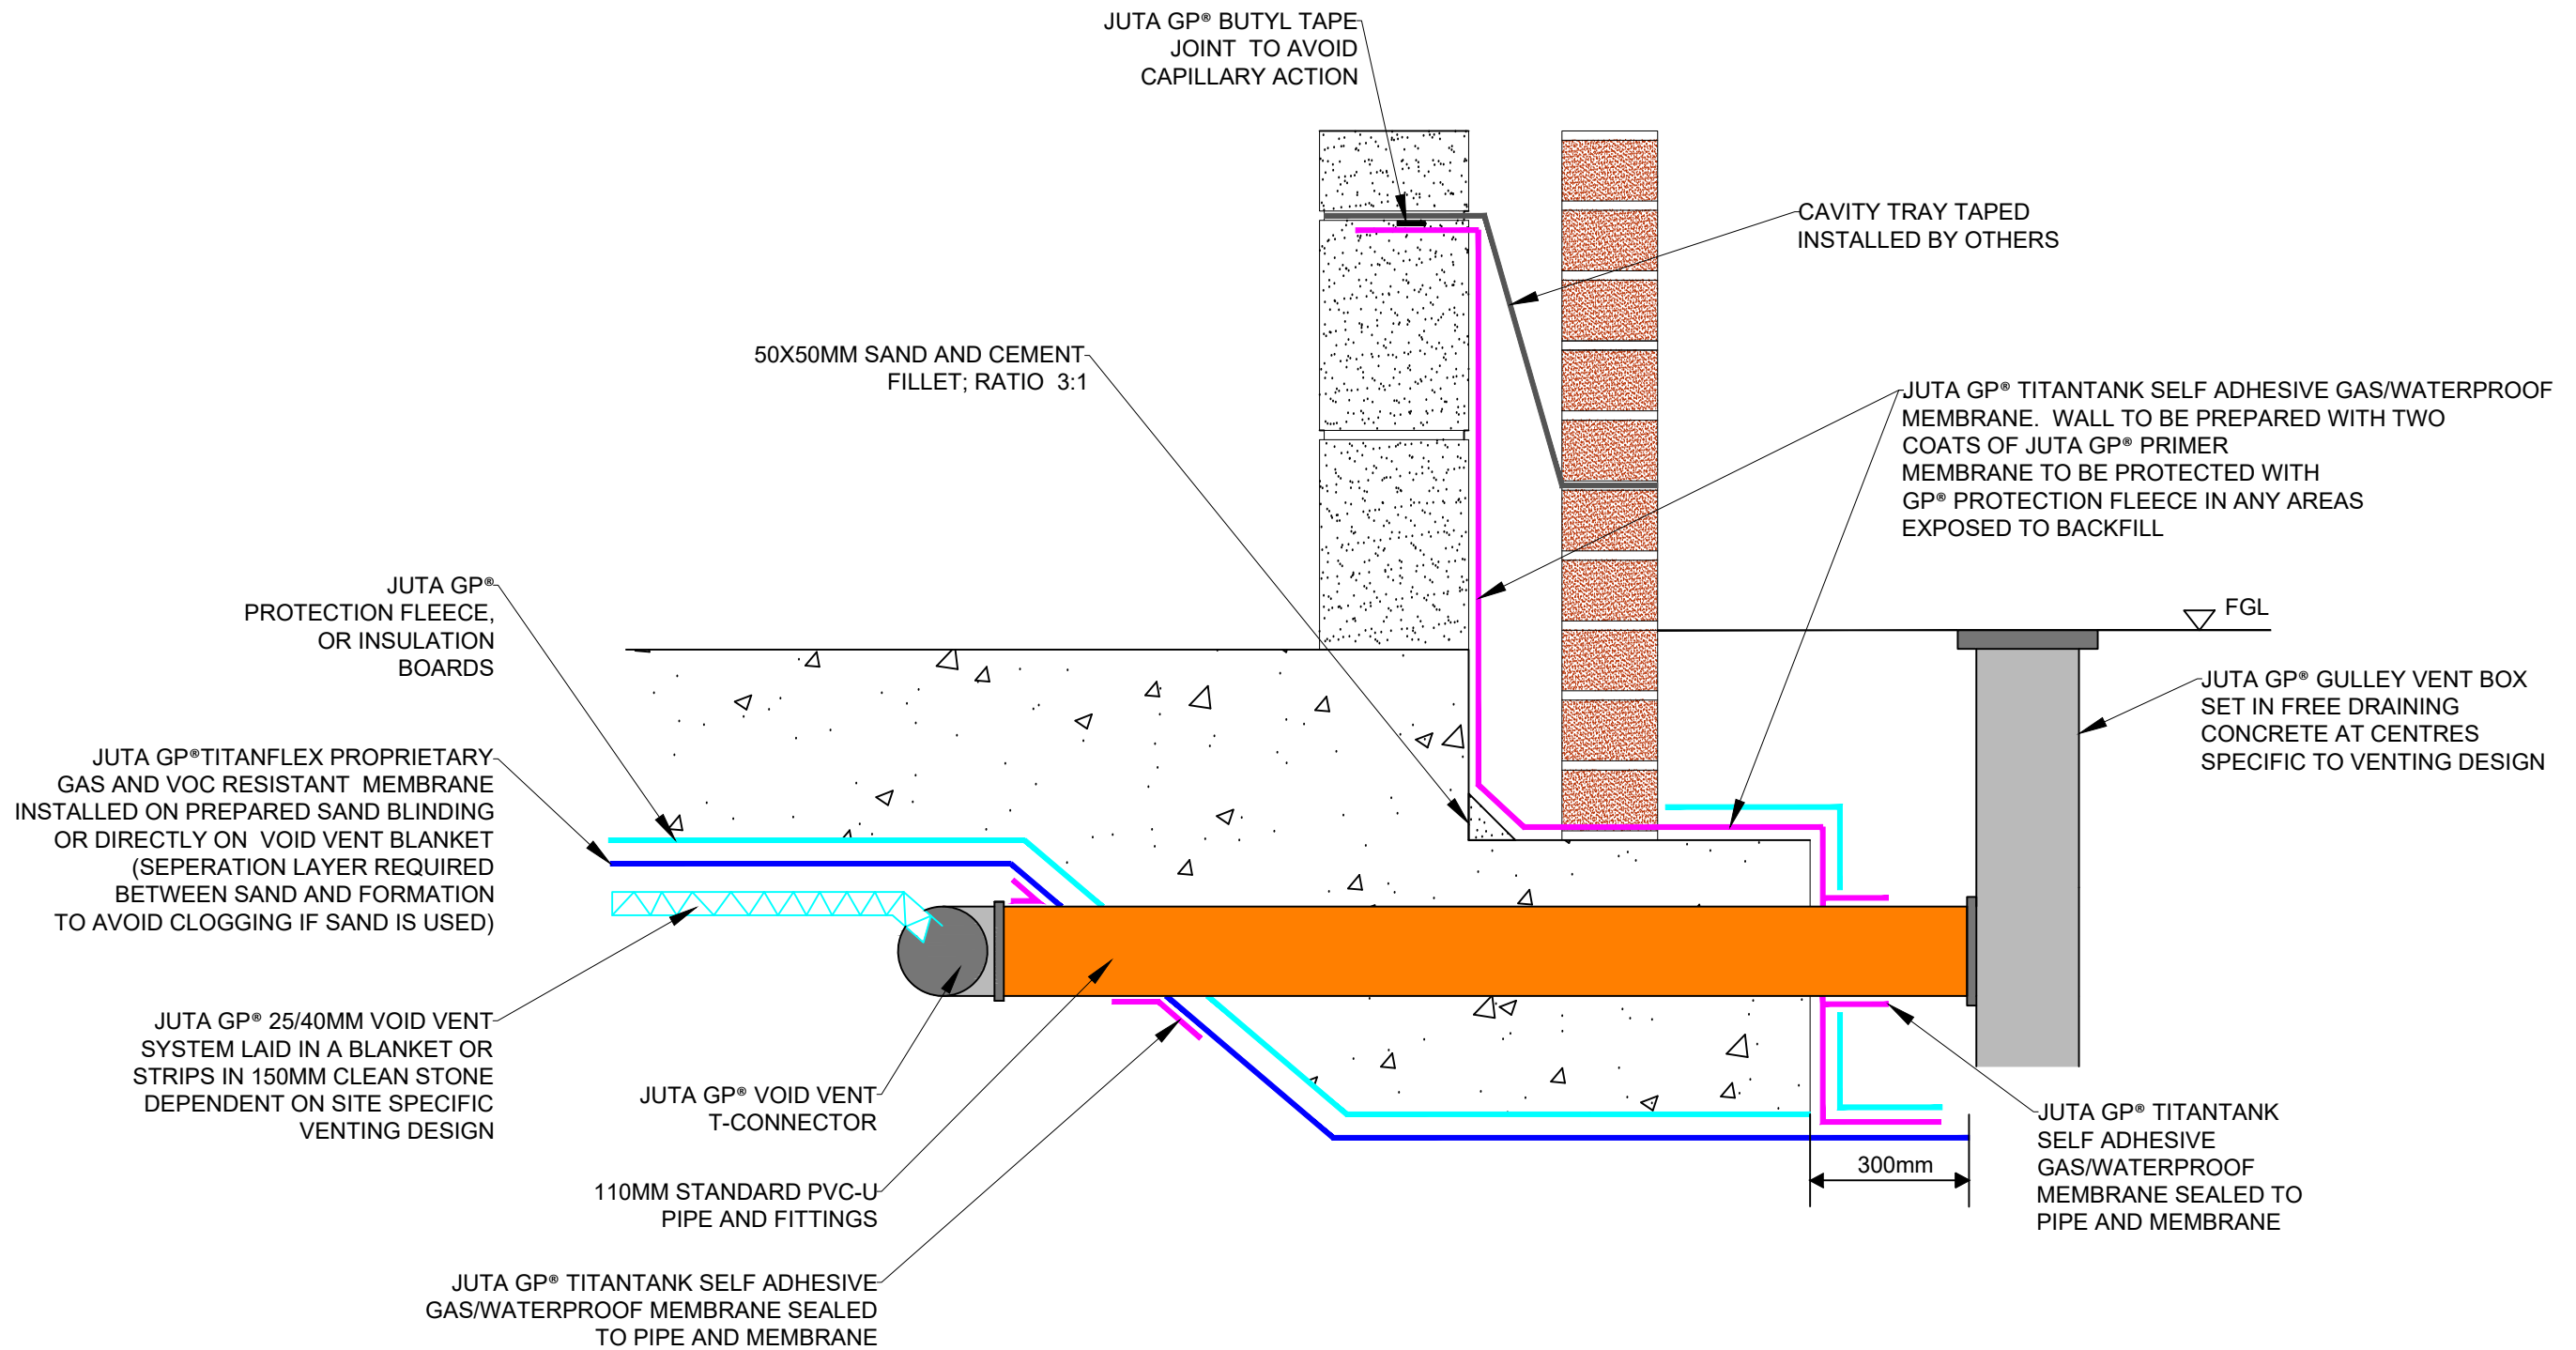 JUTA GP® BUTYL TAPE
JOINT TO AVOID
CAPILLARY ACTION
CAVITY TRAY TAPED
INSTALLED BY OTHERS
50X50MM SAND AND CEMENT
FILLET; RATIO 3:1
JUTA GP® TITANTANK SELF ADHESIVE GAS/WATERPROOF
MEMBRANE. WALL TO BE PREPARED WITH TWO
COATS OF JUTA GP® PRIMER
MEMBRANE TO BE PROTECTED WITH
GP® PROTECTION FLEECE IN ANY AREAS
EXPOSED TO BACKFILL
JUTA GP®
PROTECTION FLEECE,
OR INSULATION
BOARDS
FGL
JUTA GP® GULLEY VENT BOX
SET IN FREE DRAINING
CONCRETE AT CENTRES
SPECIFIC TO VENTING DESIGN
JUTA GP®TITANFLEX PROPRIETARY
GAS AND VOC RESISTANT MEMBRANE
INSTALLED ON PREPARED SAND BLINDING
OR DIRECTLY ON VOID VENT BLANKET
(SEPERATION LAYER REQUIRED
BETWEEN SAND AND FORMATION
TO AVOID CLOGGING IF SAND IS USED)
JUTA GP® 25/40MM VOID VENT
SYSTEM LAID IN A BLANKET OR
STRIPS IN 150MM CLEAN STONE
DEPENDENT ON SITE SPECIFIC
VENTING DESIGN
JUTA GP® VOID VENT
T-CONNECTOR
110MM STANDARD PVC-U
PIPE AND FITTINGS
JUTA GP® TITANTANK SELF ADHESIVE
GAS/WATERPROOF MEMBRANE SEALED
TO PIPE AND MEMBRANE
300mm
JUTA GP® TITANTANK
SELF ADHESIVE
GAS/WATERPROOF
MEMBRANE SEALED TO
PIPE AND MEMBRANE